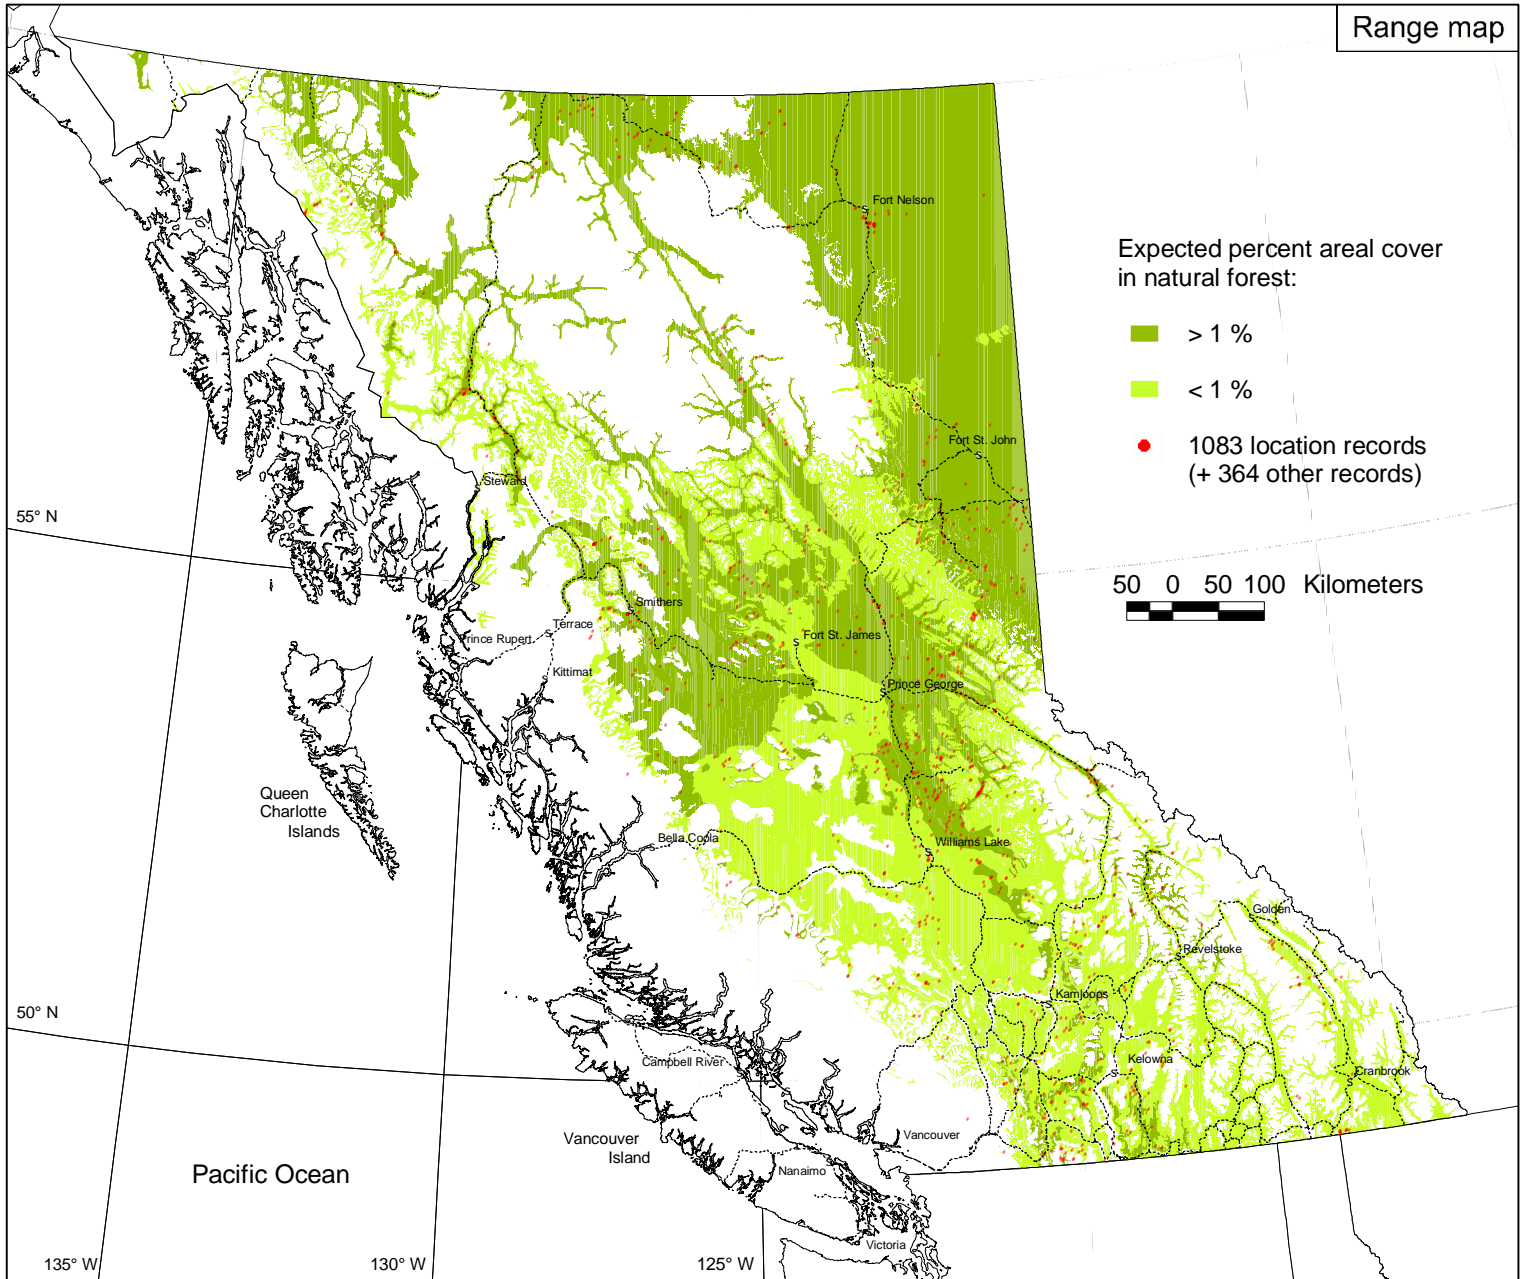 Range map
Fort Nelson
Expected percent areal cover
in natural forest:
> 1 %
< 1 %
Fort St. John
1083 location records
(+ 364 other records)
Steward
55° N
50 0 50 100 Kilometers
Smithers
Terrace
Prince Rupert
Fort St. James
Kittimat
Prince George
Queen
Charlotte
Islands
Bella Coola
Williams Lake
Golden
Revelstoke
Kamloops
50° N
Campbell River
Kelowna
Cranbrook
Vancouver
Island
Vancouver
Nanaimo
Pacific Ocean
Victoria
135° W
130° W
125° W